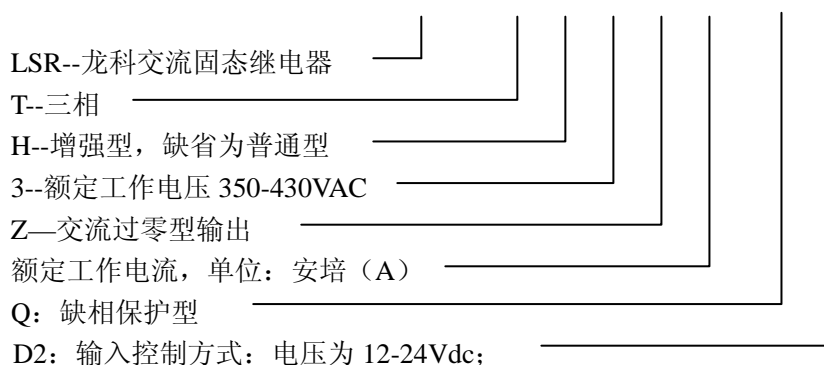 LSR--龙科交流固态继电器
T--三相
H--增强型，缺省为普通型
3--额定工作电压 350-430VAC
Z—交流过零型输出
额定工作电流，单位：安培（A）
Q：缺相保护型
D2：输入控制方式：电压为 12-24Vdc；